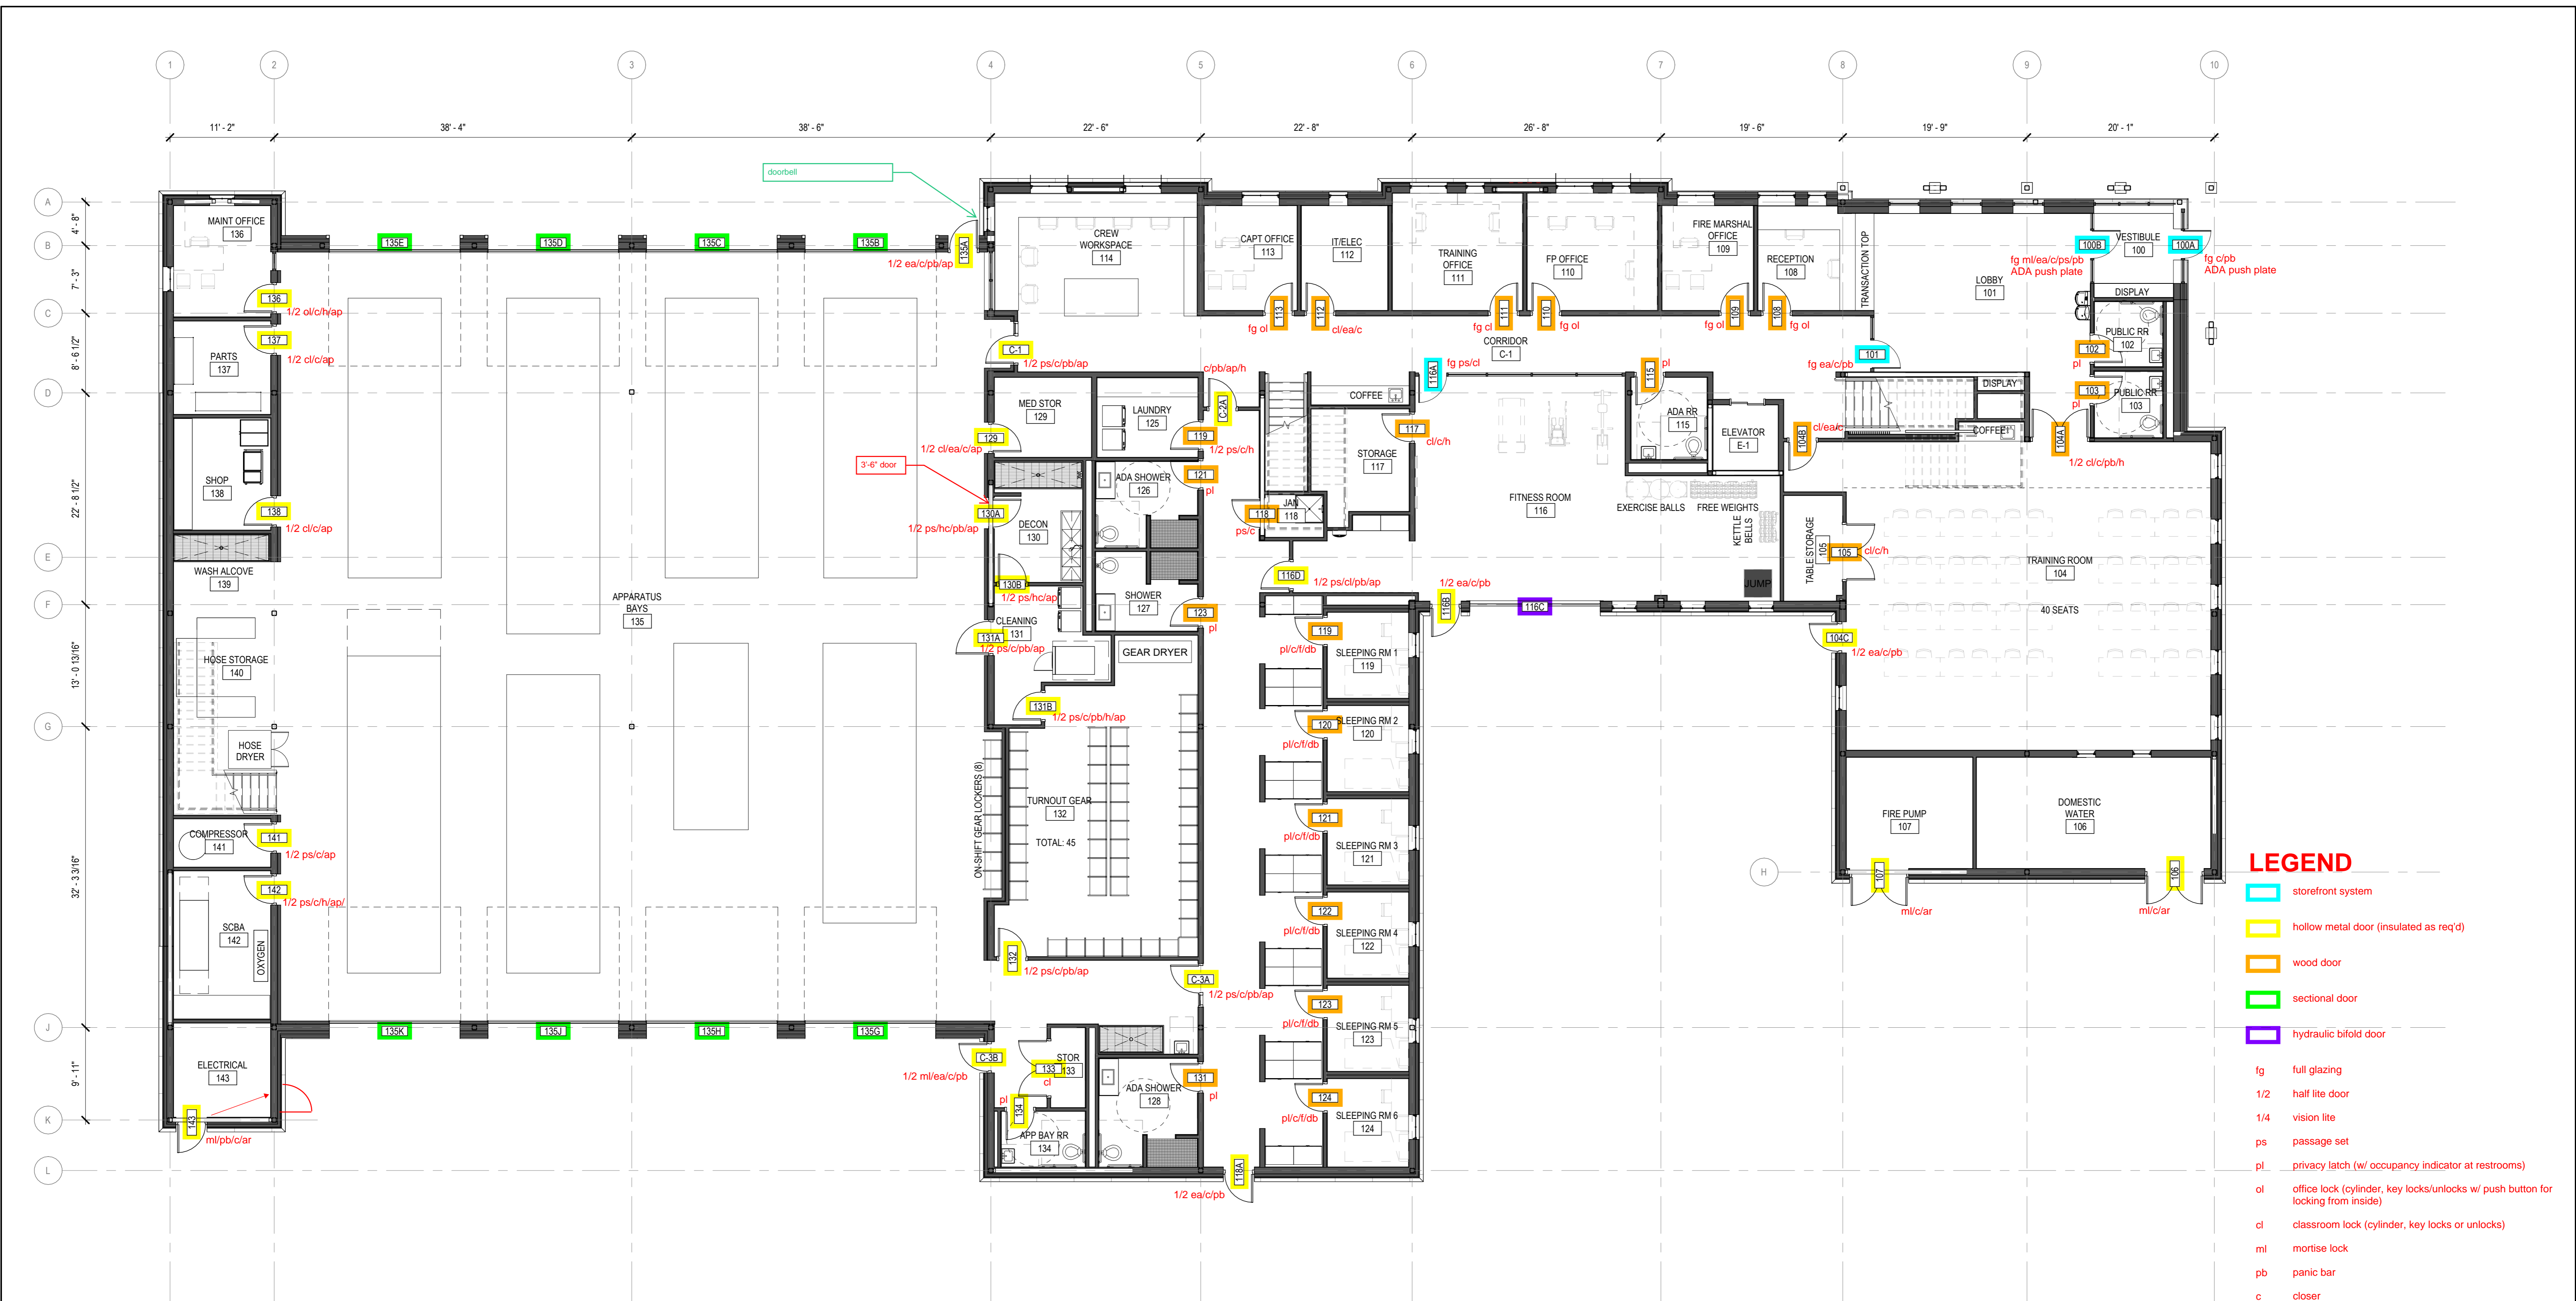 1
2
3
4
5
6
7
8
9
10
11' - 2"
38' - 4"
38' - 6"
22' - 6"
22' - 8"
26' - 8"
19' - 6"
19' - 9"
20' - 1"
A
B
C
D
E
F
G
H
J
K
L
4' - 8"
7' - 3"
8' - 6 1/2"
22' - 8 1/2"
13' - 0 13/16"
32' - 3 3/16"
9' - 11"
doorbell
3'-6" door
MAINT OFFICE
136
136
1/2 ol/c/h/ap
PARTS
137
137
1/2 cl/c/ap
SHOP
138
138
1/2 cl/c/ap
WASH ALCOVE
139
HOSE STORAGE
140
HOSE
DRYER
COMPRESSOR
141
141
1/2 ps/c/ap
SCBA
142
OXYGEN
142
1/2 ps/c/h/ap/
ELECTRICAL
143
143
ml/pb/c/ar
135E
135D
135C
135B
135A
1/2 ea/c/pb/ap
APPARATUS
BAYS
135
135K
135J
135H
135G
CREW
WORKSPACE
114
C-1
1/2 ps/c/pb/ap
CAPT OFFICE
113
113
fg ol
IT/ELEC
112
112
cl/ea/c
TRAINING
OFFICE
111
111
fg cl
FP OFFICE
110
110
fg ol
FIRE MARSHAL
OFFICE
109
109
fg ol
RECEPTION
108
108
fg ol
TRANSACTION TOP
LOBBY
101
101
fg ea/c/pb
100B
fg ml/ea/c/ps/pb
ADA push plate
VESTIBULE
100
100A
fg c/pb
ADA push plate
DISPLAY
PUBLIC RR
102
102
pl
PUBLIC RR
103
103
pl
DISPLAY
COFFEE
104A
1/2 cl/c/pb/h
104B
cl/ea/c
CORRIDOR
C-1
116A
fg ps/cl
115
pl
ADA RR
115
ELEVATOR
E-1
MED STOR
129
129
1/2 cl/ea/c/ap
LAUNDRY
125
119
1/2 ps/c/h
c/pb/ap/h
C-2A
COFFEE
STORAGE
117
117
cl/c/h
JAN
118
118
ps/c
FITNESS ROOM
116
EXERCISE BALLS
FREE WEIGHTS
KETTLE
BELLS
JUMP
TABLE STORAGE
105
105
cl/c/h
TRAINING ROOM
104
40 SEATS
104C
1/2 ea/c/pb
130A
1/2 ps/hc/pb/ap
DECON
130
130B
1/2 ps/hc/ap
ADA SHOWER
126
121
pl
SHOWER
127
123
pl
116D
1/2 ps/cl/pb/ap
116B
1/2 ea/c/pb
116C
CLEANING
131
131A
1/2 ps/c/pb/ap
GEAR DRYER
131B
1/2 ps/c/pb/h/ap
ON-SHIFT GEAR LOCKERS (8)
TURNOUT GEAR
132
TOTAL: 45
132
1/2 ps/c/pb/ap
C-3A
1/2 ps/c/pb/ap
C-3B
1/2 ml/ea/c/pb
STOR
133
133
cl
134
pl
APP BAY RR
134
ADA SHOWER
128
131
pl
118A
1/2 ea/c/pb
119
pl/c/f/db
SLEEPING RM 1
119
120
pl/c/f/db
SLEEPING RM 2
120
121
pl/c/f/db
SLEEPING RM 3
121
122
pl/c/f/db
SLEEPING RM 4
122
123
pl/c/f/db
SLEEPING RM 5
123
124
pl/c/f/db
SLEEPING RM 6
124
FIRE PUMP
107
107
ml/c/ar
DOMESTIC
WATER
106
106
ml/c/ar
LEGEND
storefront system
hollow metal door (insulated as req'd)
wood door
sectional door
hydraulic bifold door
fg full glazing
1/2 half lite door
1/4 vision lite
ps passage set
pl privacy latch (w/ occupancy indicator at restrooms)
ol office lock (cylinder, key locks/unlocks w/ push button for
locking from inside)
cl classroom lock (cylinder, key locks or unlocks)
ml mortise lock
pb panic bar
c closer